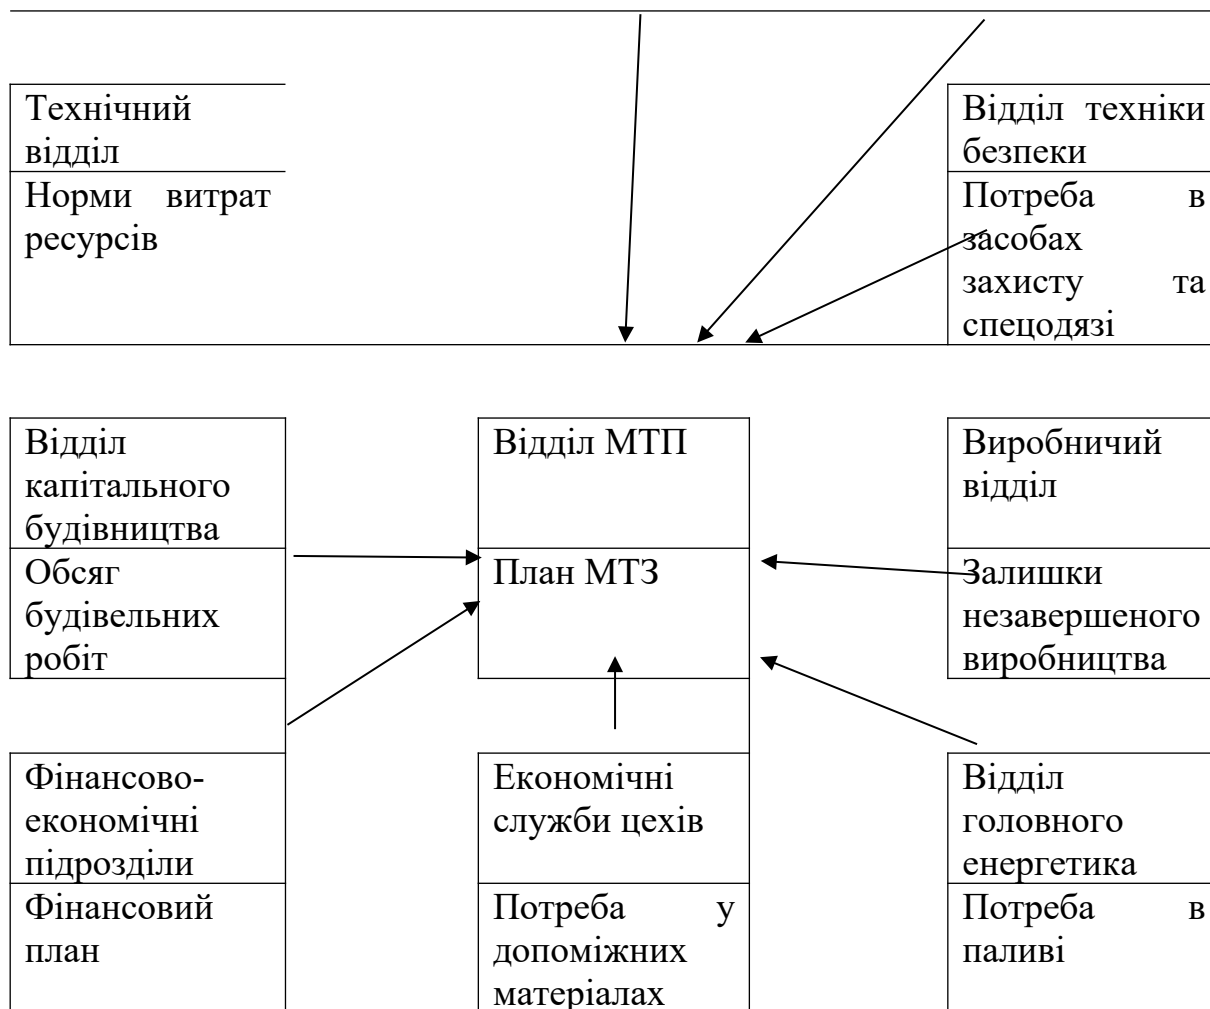 Технічний
відділ
Норми витрат
ресурсів
Відділ техніки
безпеки
Потреба в
засобах
захисту та
спецодязі
Відділ
капітального
будівництва
Обсяг
будівельних
робіт
Відділ МТП
План МТЗ
Виробничий
відділ
Залишки
незавершеного
виробництва
Фінансово-
економічні
підрозділи
Фінансовий
план
Економічні
служби цехів
Потреба у
допоміжних
матеріалах
Відділ
головного
енергетика
Потреба в
паливі